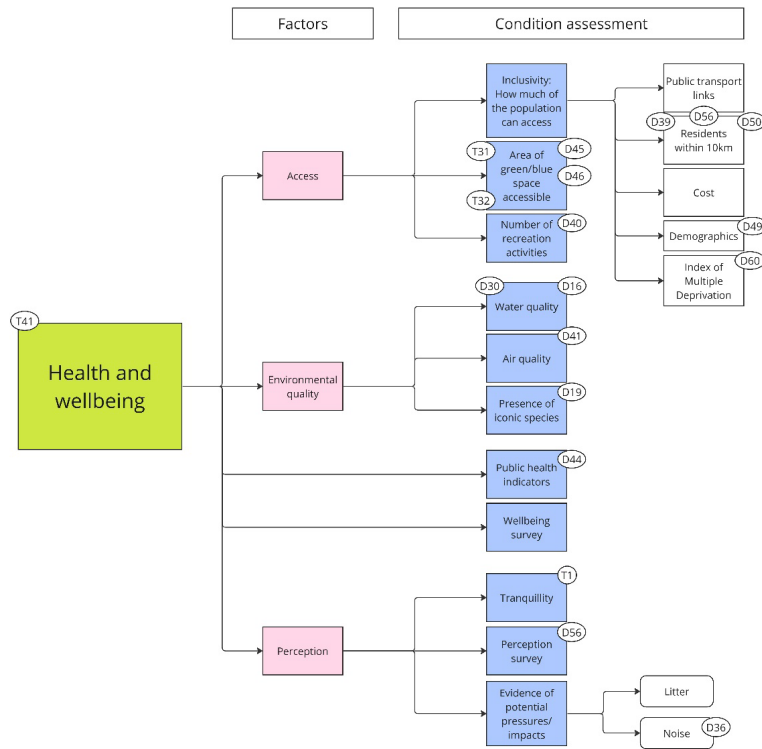 Factors
Condition assessment
T41
Health and
wellbeing
Access
Inclusivity:
How much of
the population
can access
Public transport
links
D39
D56
D50
Residents
within 10km
Cost
Demographics
D49
D60
Index of
Multiple
Deprivation
T31
D45
Area of
green/blue
space
accessible
D46
T32
Number of
recreation
activities
D40
Environmental
quality
D30
D16
Water quality
D41
Air quality
D19
Presence of
iconic species
D44
Public health
indicators
Wellbeing
survey
Perception
T1
Tranquillity
D56
Perception
survey
Evidence of
potential
pressures/
impacts
Litter
Noise
D36